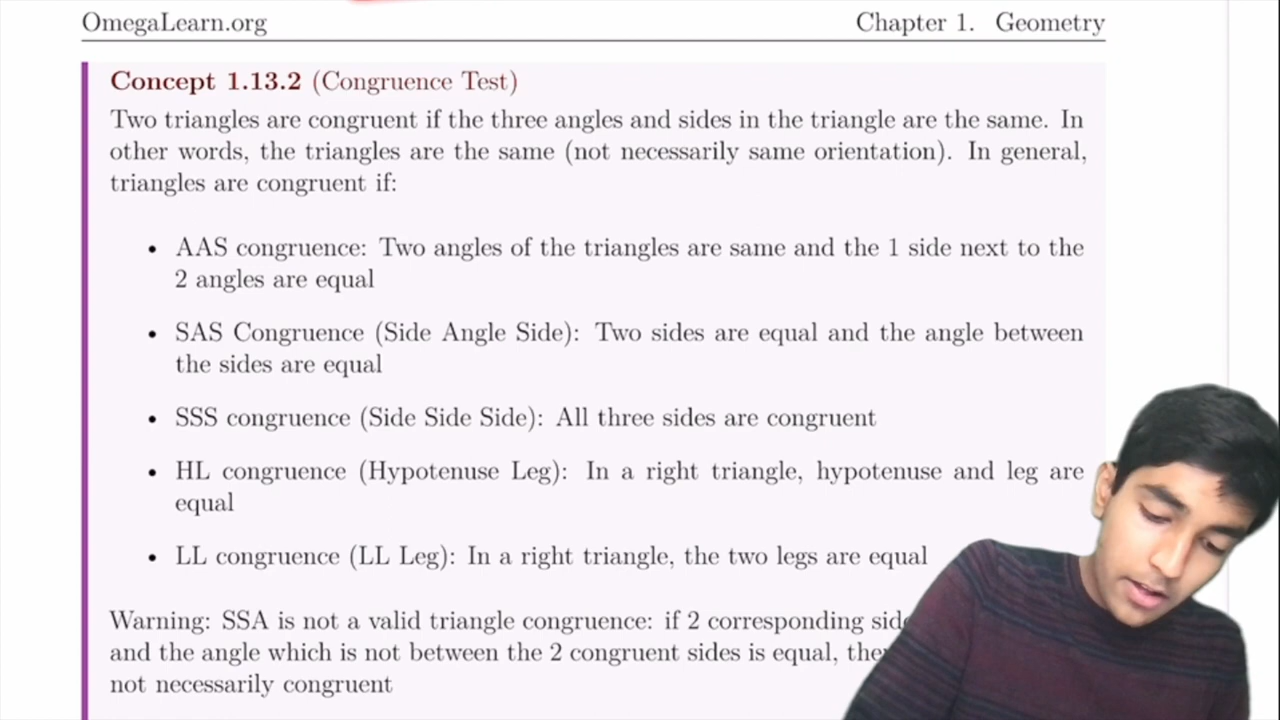 OmegaLearn.org
Chapter 1. Geometry
Concept 1.13.2 (Congruence Test)
Two triangles are congruent if the three angles and sides in the triangle are the same. In
other words, the triangles are the same (not necessarily same orientation). In general,
triangles are congruent if:
• AAS congruence: Two angles of the triangles are same and the 1 side next to the
2 angles are equal
• SAS Congruence (Side Angle Side): Two sides are equal and the angle between
the sides are equal
• SSS congruence (Side Side Side): All three sides are congruent
• HL congruence (Hypotenuse Leg): In a right triangle, hypotenuse and leg are
equal
• LL congruence (LL Leg): In a right triangle, the two legs are equal
Warning: SSA is not a valid triangle congruence: if 2 corresponding
and the angle which is not between the 2 congruent sides is equal,
not necessarily congruent